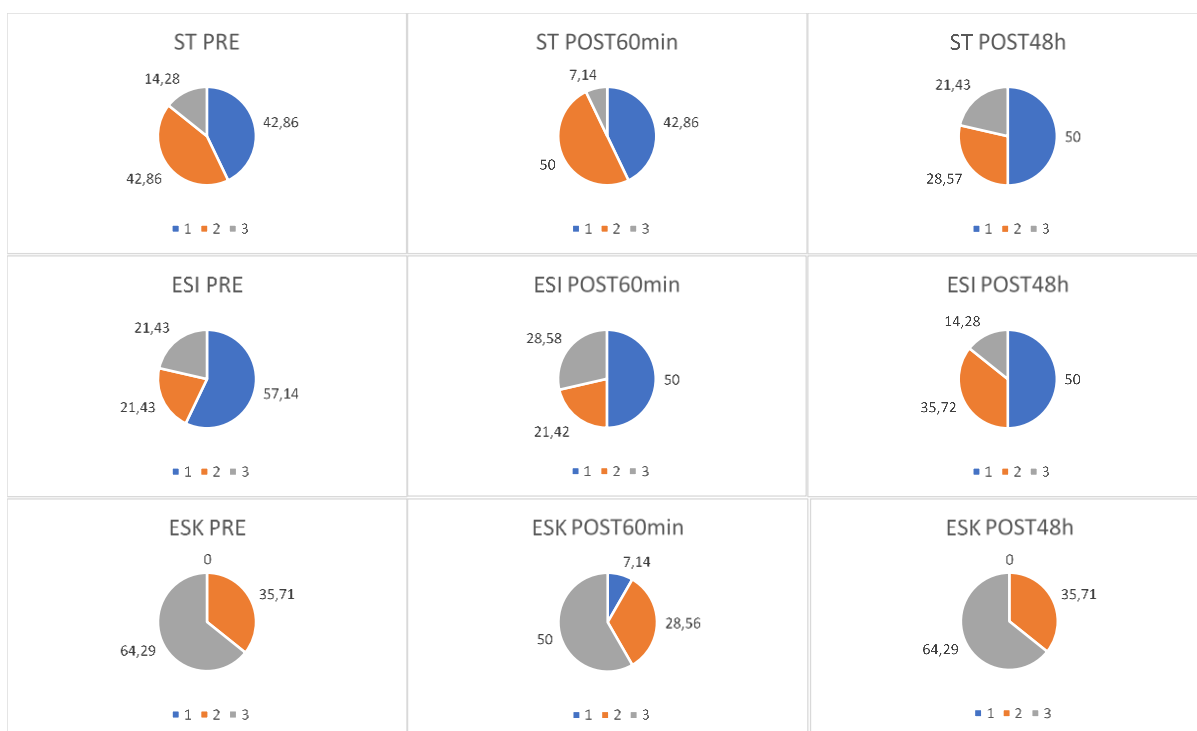 ST PRE
14,28
42,86
42,86
1 2 3
ST POST60min
7,14
42,86
50
1 2 3
ST POST48h
21,43
50
28,57
1 2 3
ESI PRE
21,43
21,43
57,14
1 2 3
ESI POST60min
28,58
50
21,42
1 2 3
ESI POST48h
14,28
50
35,72
1 2 3
ESK PRE
0
35,71
64,29
1 2 3
ESK POST60min
7,14
28,56
50
1 2 3
ESK POST48h
0
35,71
64,29
1 2 3